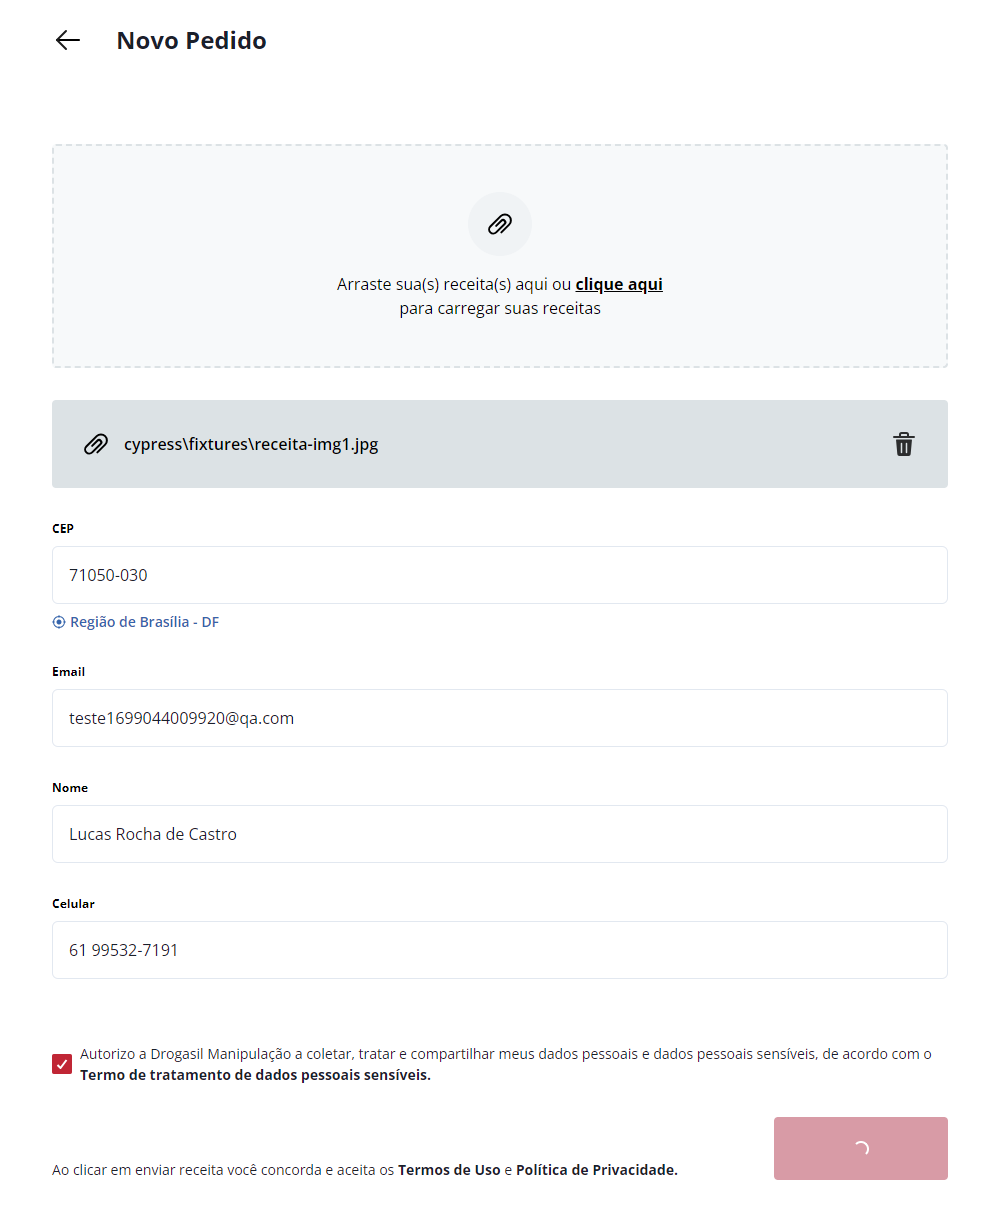 Novo Pedido
Arraste sua(s) receita(s) aqui ou clique aqui
para carregar suas receitas
cypress\fixtures\receita-img1.jpg
CEP
71050-030
Região de Brasília - DF
Email
teste1699044009920@qa.com
Nome
Lucas Rocha de Castro
Celular
61 99532-7191
Autorizo a Drogasil Manipulação a coletar, tratar e compartilhar meus dados pessoais e dados pessoais sensíveis, de acordo com o
Termo de tratamento de dados pessoais sensíveis.
Ao clicar em enviar receita você concorda e aceita os Termos de Uso e Política de Privacidade.